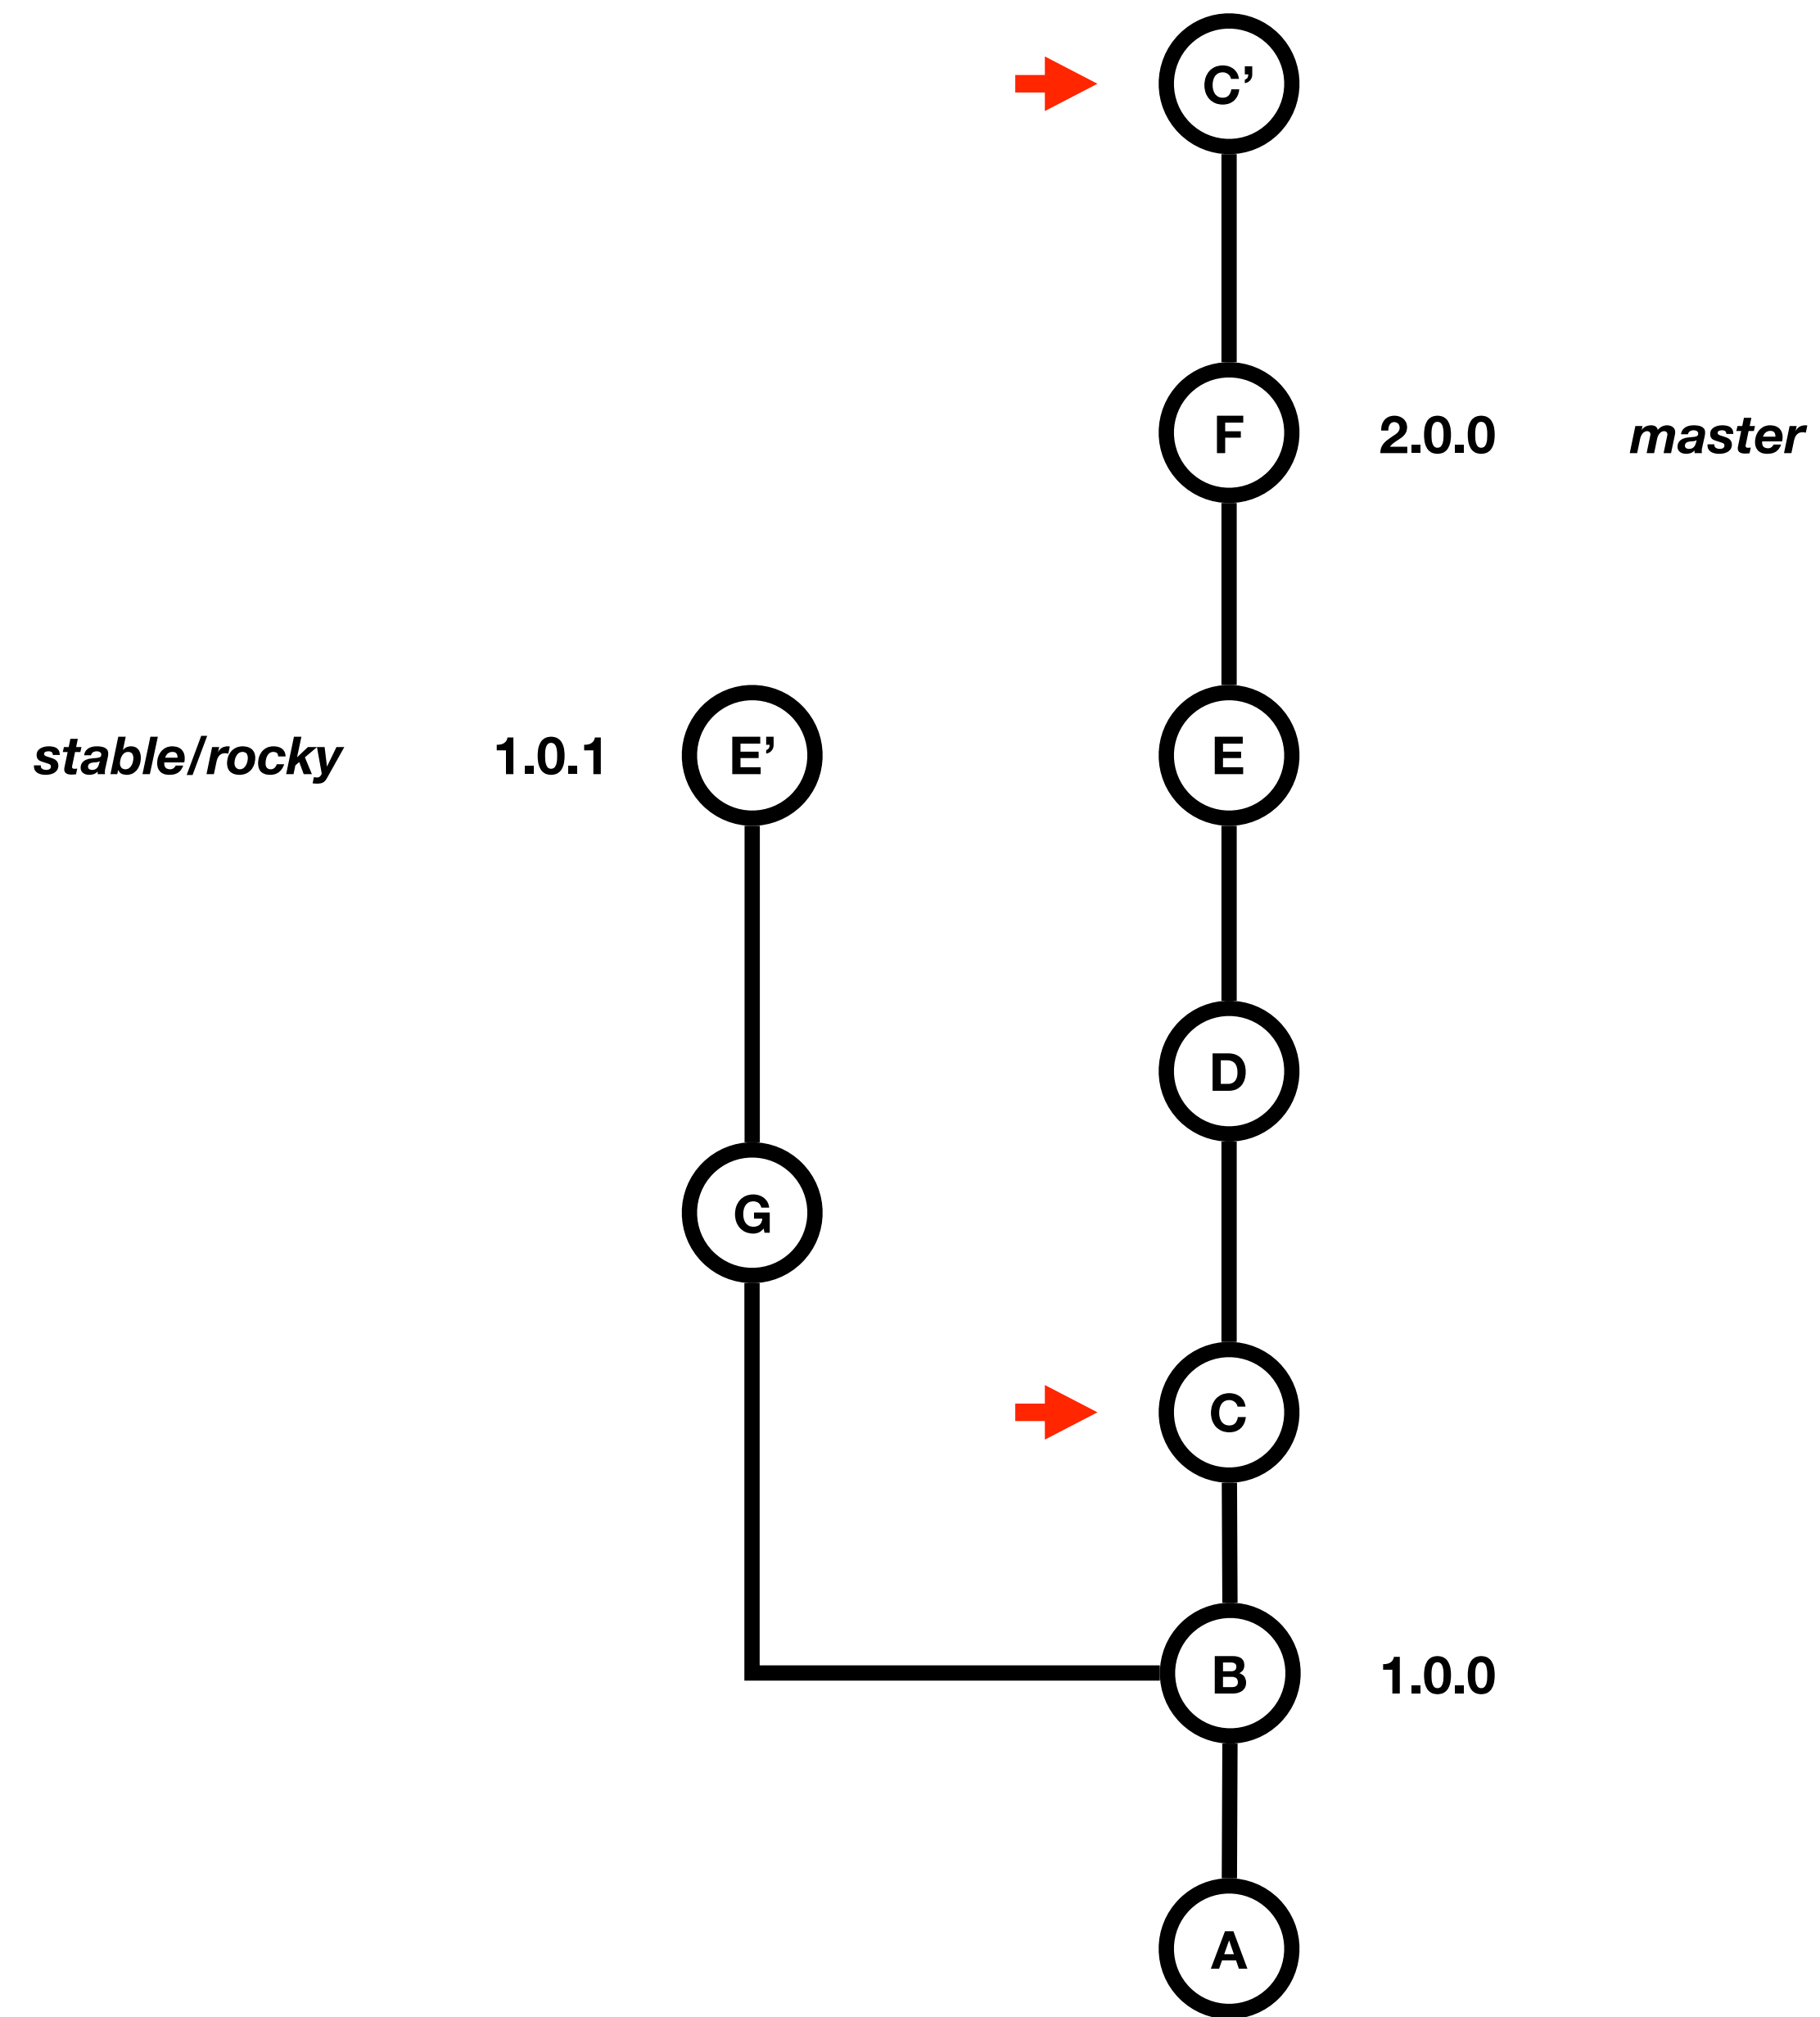 C’
F 2.0.0 master
stable/rocky 1.0.1 E’ E
D
G
C
B 1.0.0
A